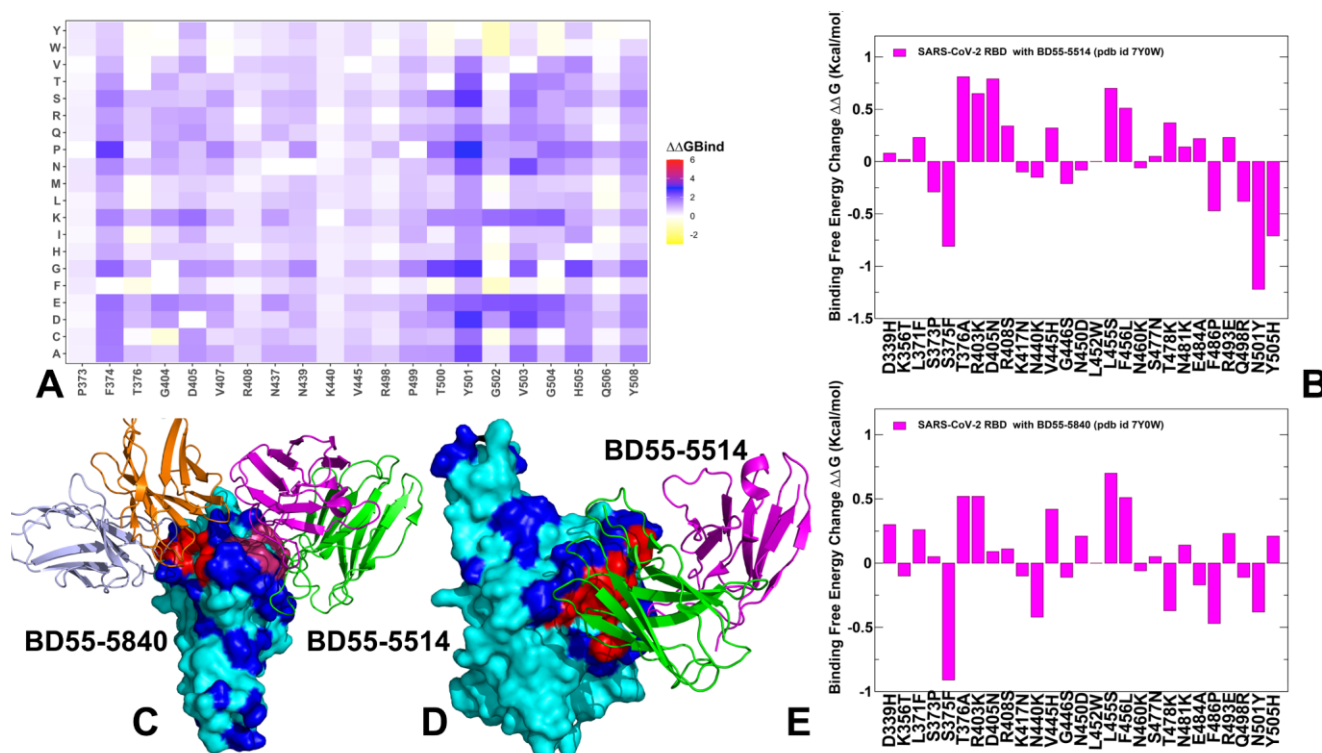 Y
W
V
T
S
R
Q
P
N
M
L
K
I
H
G
F
E
D
C
A
P373 F374 T376 G404 D405 V407 R408 N437 N439 K440 V445 R498 P499 T500 Y501 G502 V503 G504 H505 Q506 Y508
A
ΔΔGBind
6
4
2
0
-2
SARS-CoV-2 RBD with BD55-5514 (pdb id 7Y0W)
Binding Free Energy Change ΔΔG (Kcal/mol)
1
0.5
0
-0.5
-1
-1.5
D339H K356T L371F S373P S375F T376A R403K D405N R408S K417N N440K V445H G446S N450D L452W L455S F456L N460K S477N T478K N481K E484A F486P R493E Q498R N501Y Y505H
B
BD55-5840
BD55-5514
C
BD55-5514
D
SARS-CoV-2 RBD with BD55-5840 (pdb id 7Y0W)
Binding Free Energy Change ΔΔG (Kcal/mol)
1
0.5
0
-0.5
-1
D339H K356T L371F S373P S375F T376A R403K D405N R408S K417N N440K V445H G446S N450D L452W L455S F456L N460K S477N T478K N481K E484A F486P R493E Q498R N501Y Y505H
E